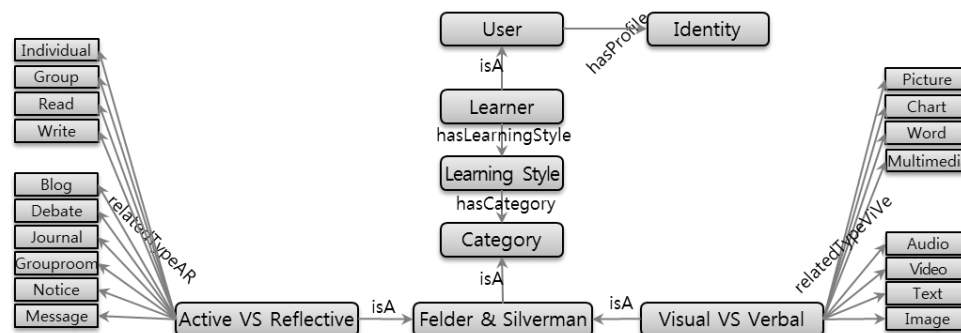 User
Identity
hasProfile
isA
Learner
hasLearningStyle
Learning Style
hasCategory
Category
isA
Individual
Group
Read
Write
Blog
Debate
Journal
Grouproom
Notice
Message
relatedTypeAR
Active VS Reflective
isA
Felder & Silverman
isA
Visual VS Verbal
relatedTypeViVe
Picture
Chart
Word
Multimedi
Audio
Video
Text
Image